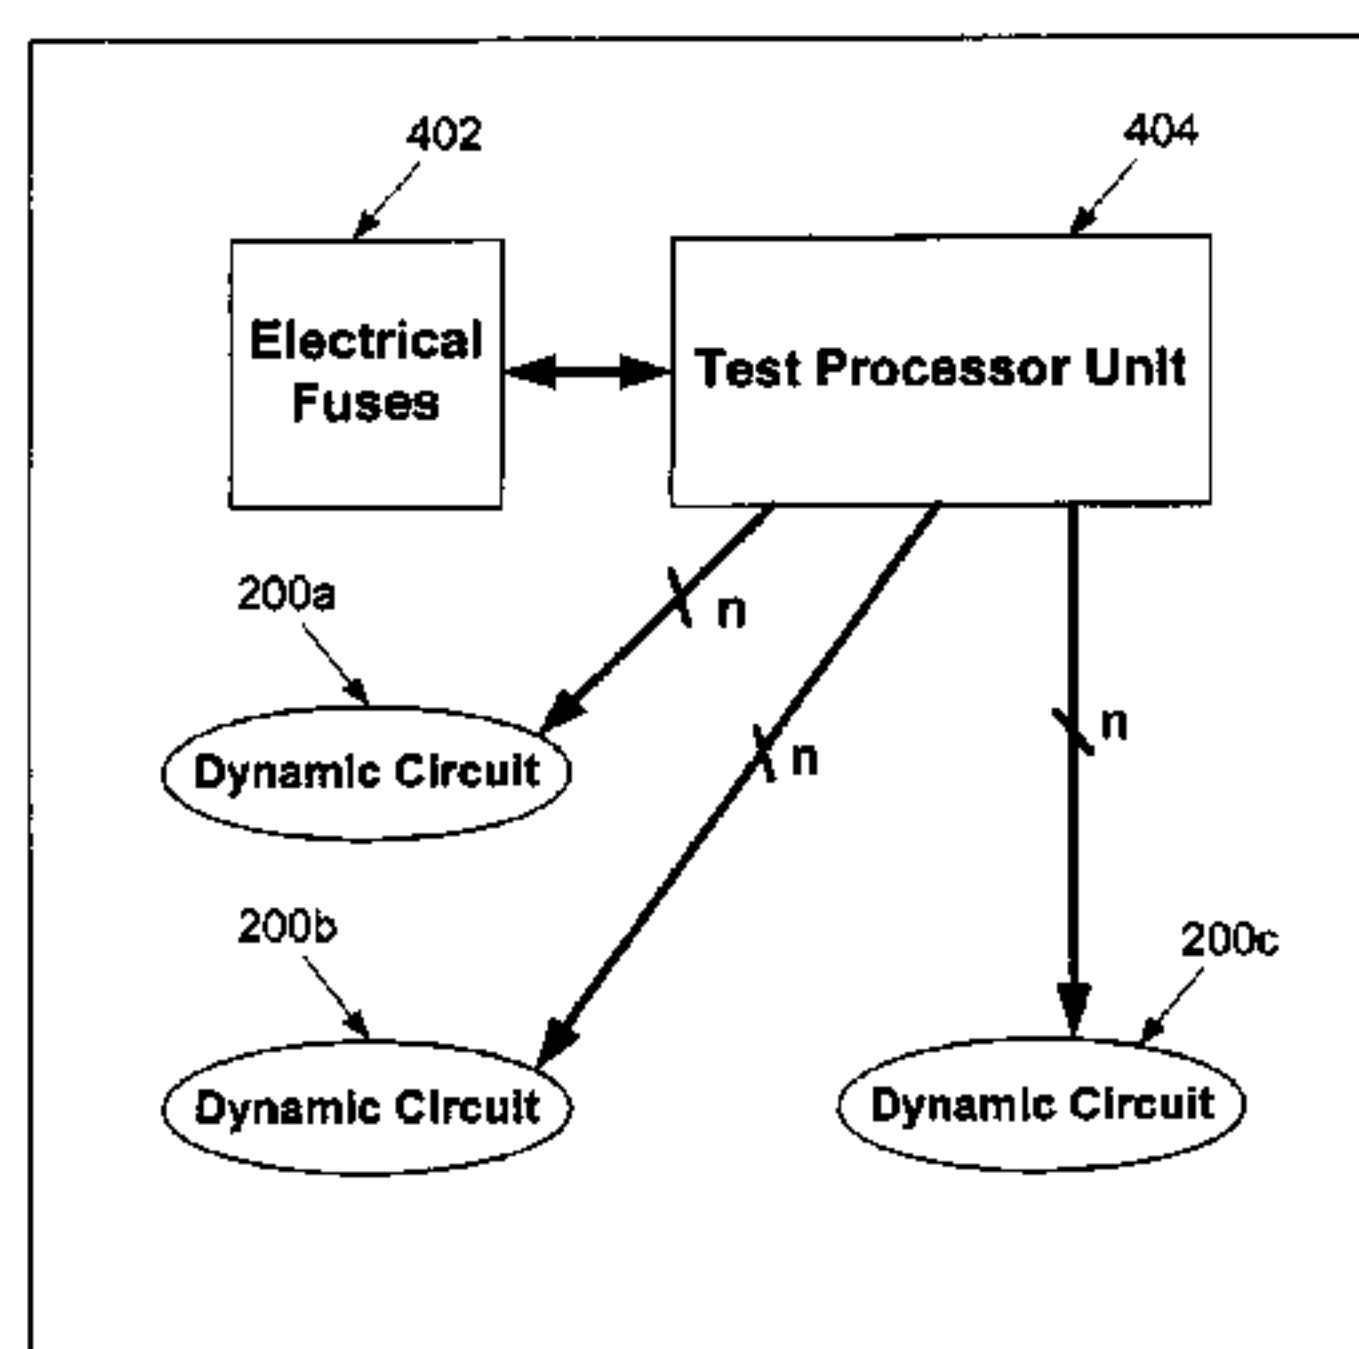 402
404
Electrical
Fuses
Test Processor Unit
200a
n
n
n
Dynamic Circuit
200b
200c
Dynamic Circuit
Dynamic Circuit